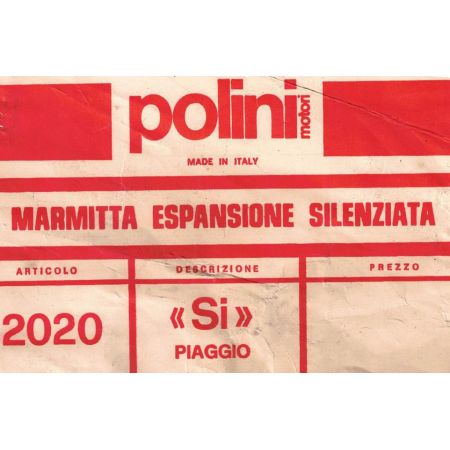 polini motori
MADE IN ITALY
MARMITTA ESPANSIONE SILENZIATA
ARTICOLO DESCRIZIONE PREZZO
2020 «Si»
PIAGGIO